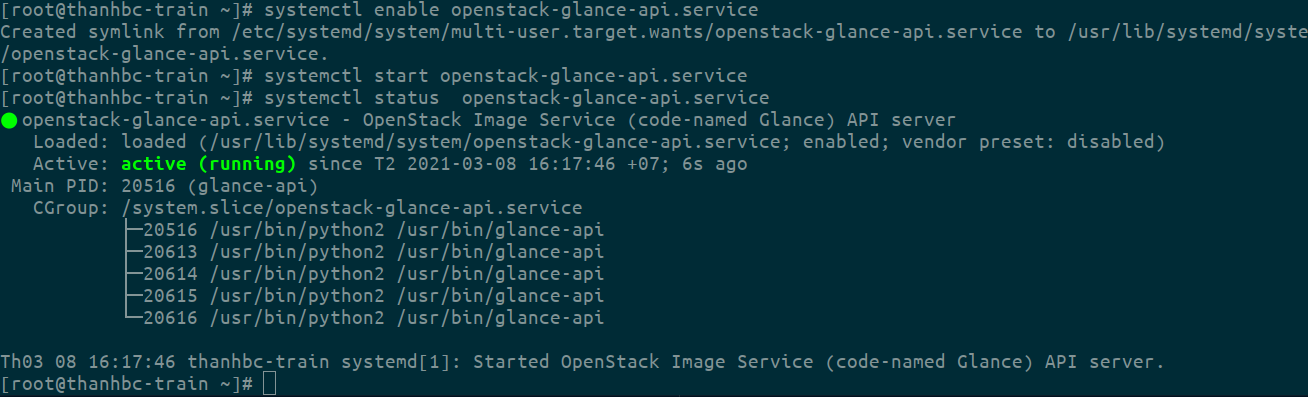 [root@thanhbc-train ~]# systemctl enable openstack-glance-api.service
Created symlink from /etc/systemd/system/multi-user.target.wants/openstack-glance-api.service to /usr/lib/systemd/syste
/openstack-glance-api.service.
[root@thanhbc-train ~]# systemctl start openstack-glance-api.service
[root@thanhbc-train ~]# systemctl status  openstack-glance-api.service
● openstack-glance-api.service - OpenStack Image Service (code-named Glance) API server
   Loaded: loaded (/usr/lib/systemd/system/openstack-glance-api.service; enabled; vendor preset: disabled)
   Active: active (running) since T2 2021-03-08 16:17:46 +07; 6s ago
 Main PID: 20516 (glance-api)
   CGroup: /system.slice/openstack-glance-api.service
           ├─20516 /usr/bin/python2 /usr/bin/glance-api
           ├─20613 /usr/bin/python2 /usr/bin/glance-api
           ├─20614 /usr/bin/python2 /usr/bin/glance-api
           ├─20615 /usr/bin/python2 /usr/bin/glance-api
           └─20616 /usr/bin/python2 /usr/bin/glance-api

Th03 08 16:17:46 thanhbc-train systemd[1]: Started OpenStack Image Service (code-named Glance) API server.
[root@thanhbc-train ~]#